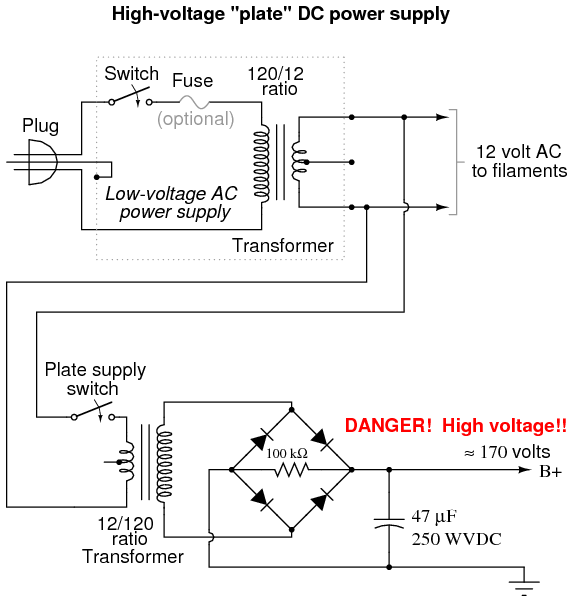 High-voltage "plate" DC power supply
Switch
Fuse
(optional)
120/12
ratio
Plug
12 volt AC
to filaments
Low-voltage AC
power supply
Transformer
Plate supply
switch
DANGER!  High voltage!!
100 kΩ
≈ 170 volts
B+
12/120
ratio
Transformer
47 μF
250 WVDC